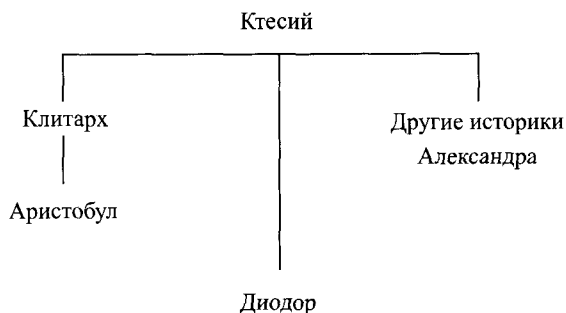 Ктесий
Клитарх
Другие историки
Александра
Аристобул
Диодор